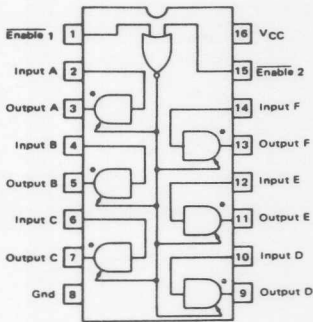 Enable 1 1
Input A 2
Output A 3
Input B 4
Output B 5
Input C 6
Output C 7
Gnd 8
16 VCC
15 Enable 2
14 Input F
13 Output F
12 Input E
11 Output E
10 Input D
9 Output D